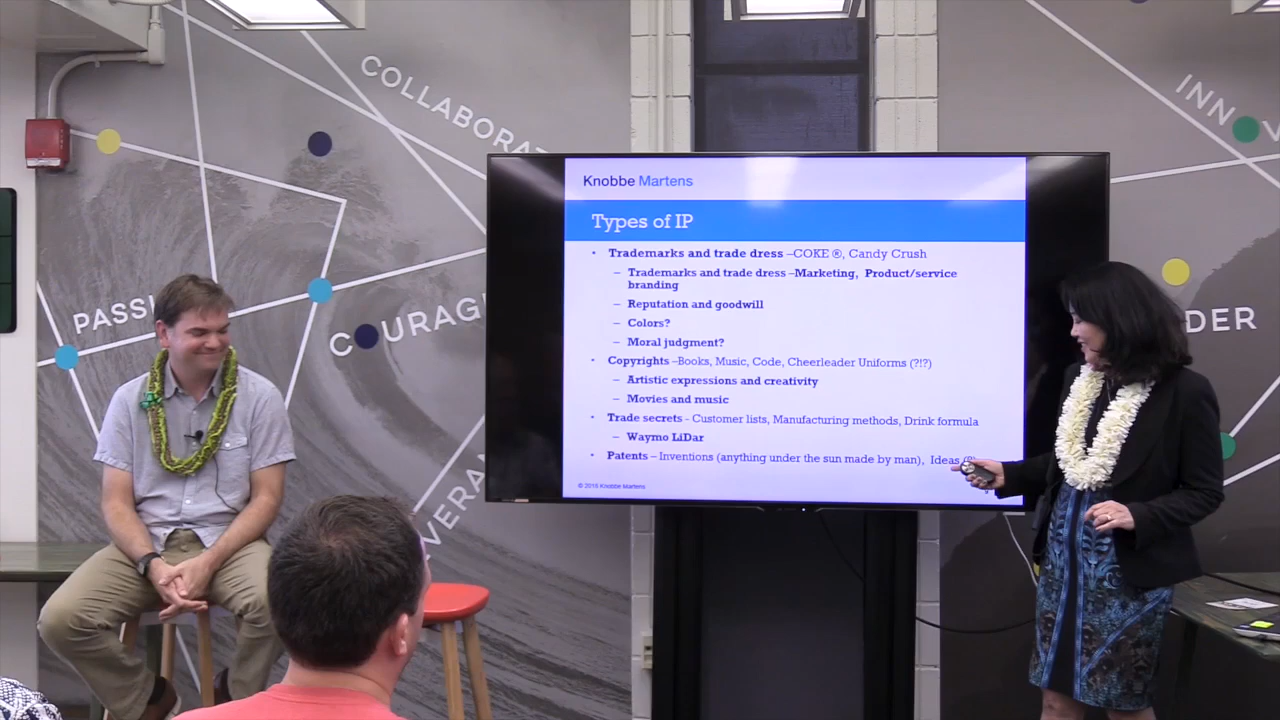 COLLABORAT
INNOV
PASSI
COURAG
DER
VERAN
Knobbe Martens
Types of IP
• Trademarks and trade dress –COKE ®, Candy Crush
– Trademarks and trade dress –Marketing, Product/service
branding
– Reputation and goodwill
– Colors?
– Moral judgment?
• Copyrights –Books, Music, Code, Cheerleader Uniforms (?!?)
– Artistic expressions and creativity
– Movies and music
• Trade secrets - Customer lists, Manufacturing methods, Drink formula
– Waymo LiDar
• Patents – Inventions (anything under the sun made by man), Ideas (?)
© 2016 Knobbe Martens